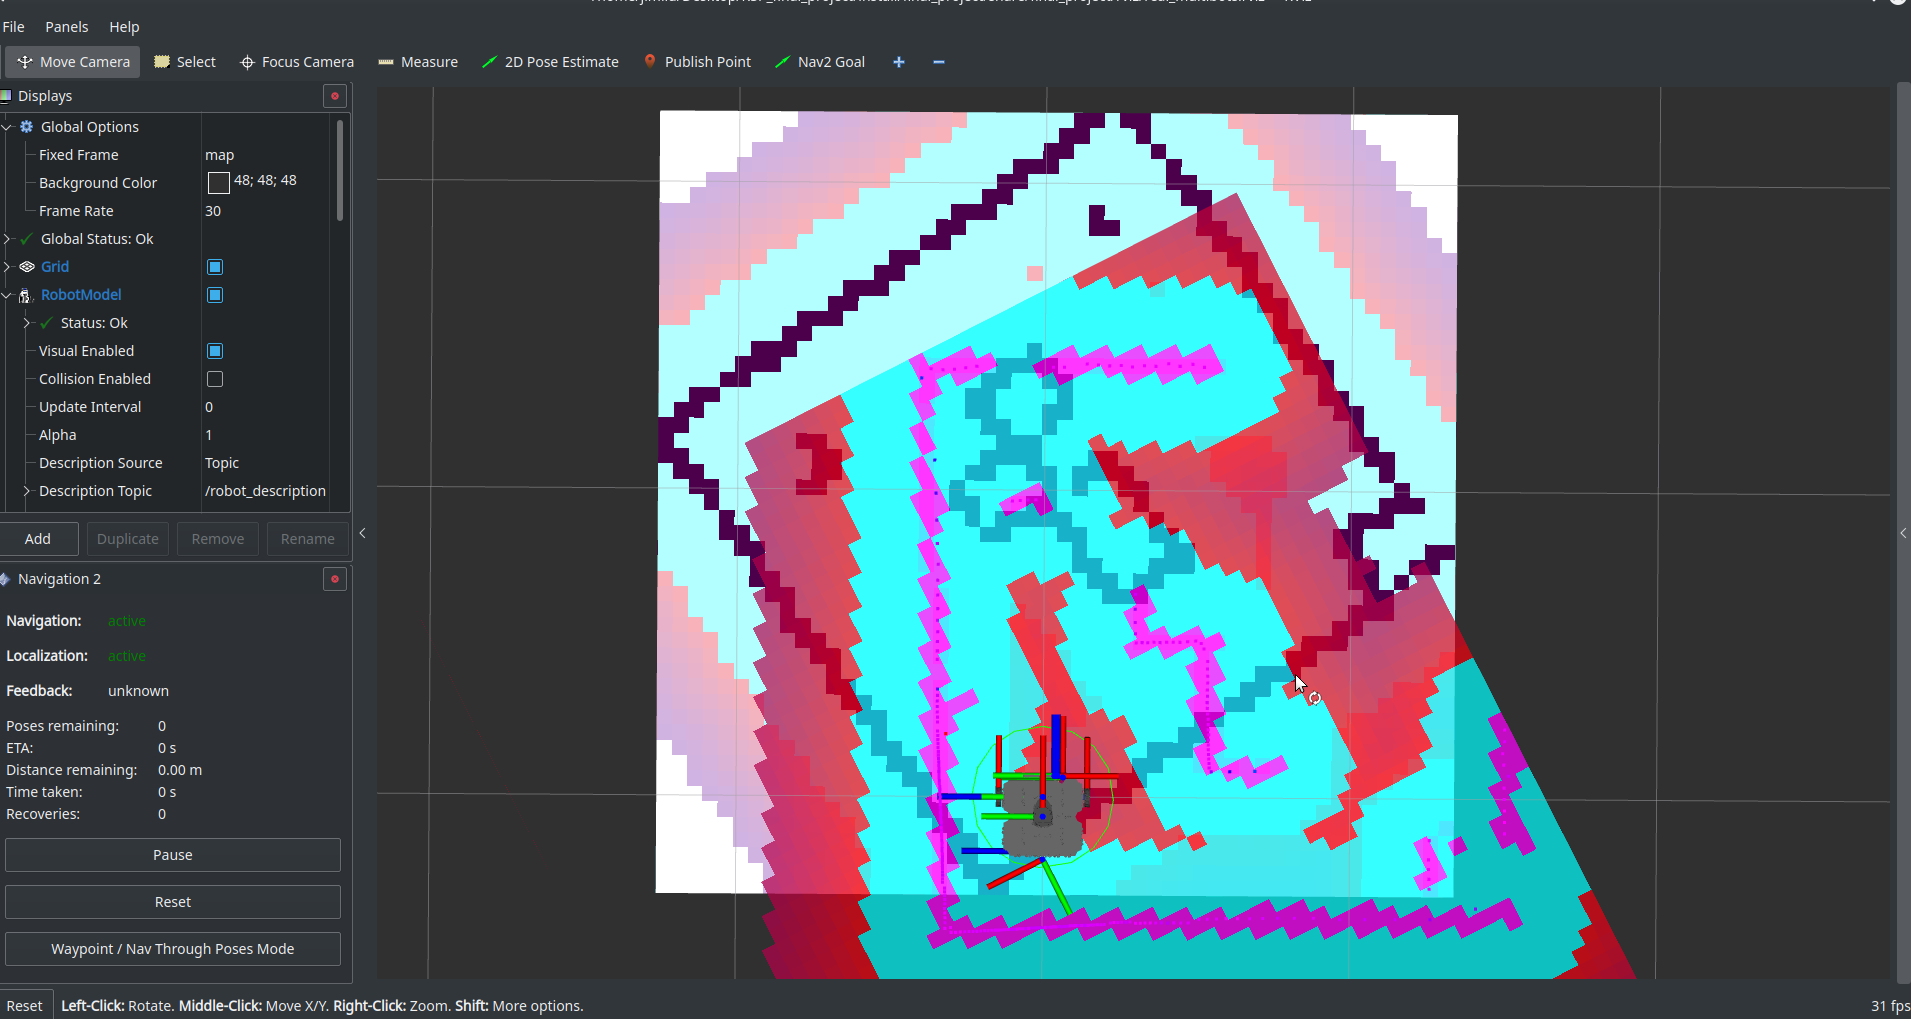 File Panels Help
Move Camera Select Focus Camera Measure 2D Pose Estimate Publish Point Nav2 Goal
Displays
Global Options
Fixed Frame map
Background Color 48; 48; 48
Frame Rate 30
Global Status: Ok
Grid
RobotModel
Status: Ok
Visual Enabled
Collision Enabled
Update Interval 0
Alpha 1
Description Source Topic
Description Topic /robot_description
Add Duplicate Remove Rename
Navigation 2
Navigation: active
Localization: active
Feedback: unknown
Poses remaining: 0
ETA: 0 s
Distance remaining: 0.00 m
Time taken: 0 s
Recoveries: 0
Pause
Reset
Waypoint / Nav Through Poses Mode
Reset Left-Click: Rotate. Middle-Click: Move X/Y. Right-Click: Zoom. Shift: More options. 31 fps